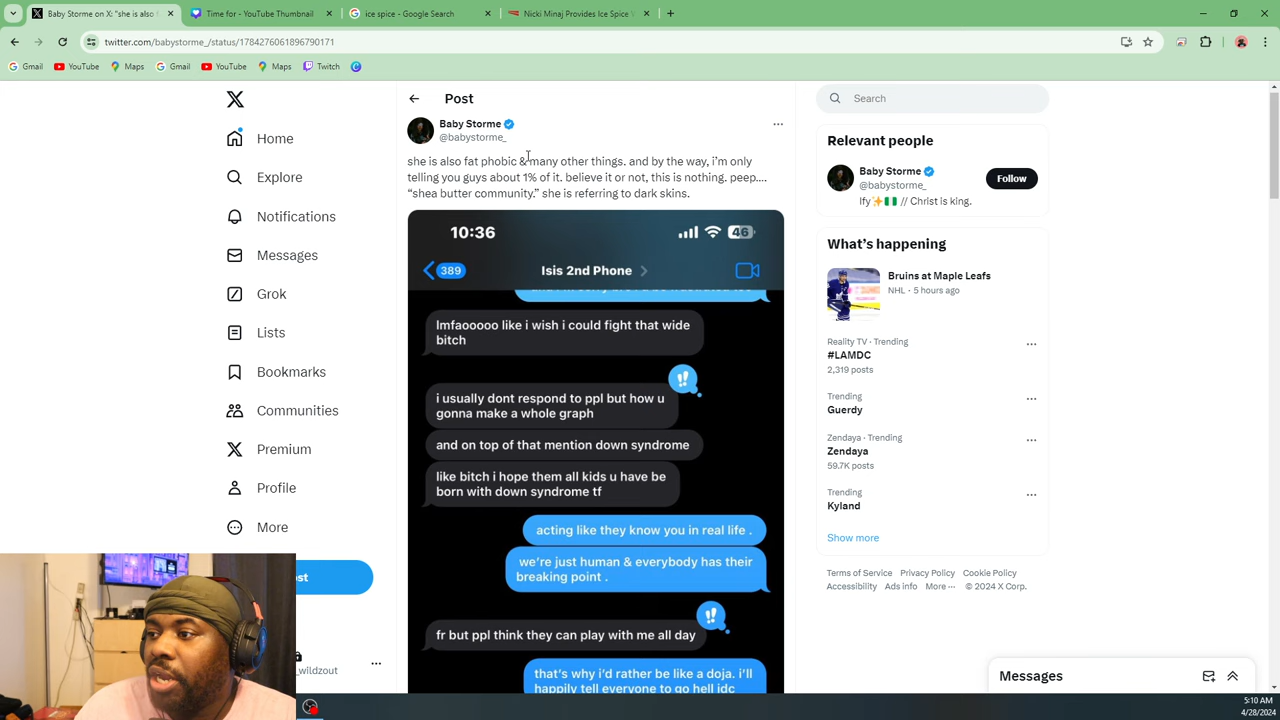 Baby Storme on X: "she is also f
Time for - YouTube Thumbnail
ice spice - Google Search
Nicki Minaj Provides Ice Spice V
twitter.com/babystorme_/status/1784276061896790171
Gmail
YouTube
Maps
Gmail
YouTube
Maps
Twitch
Home
Explore
Notifications
Messages
Grok
Lists
Bookmarks
Communities
Premium
Profile
More
ost
_wildzout
Post
Baby Storme
@babystorme_
she is also fat phobic &many other things. and by the way, i’m only
telling you guys about 1% of it. believe it or not, this is nothing. peep....
“shea butter community.” she is referring to dark skins.
10:36
46
389
Isis 2nd Phone
lmfaooooo like i wish i could fight that wide
bitch
i usually dont respond to ppl but how u
gonna make a whole graph
and on top of that mention down syndrome
like bitch i hope them all kids u have be
born with down syndrome tf
acting like they know you in real life .
we’re just human & everybody has their
breaking point .
fr but ppl think they can play with me all day
that’s why i’d rather be like a doja. i’ll
happily tell everyone to go hell idc
Search
Relevant people
Baby Storme
@babystorme_
Follow
Ify✨🇳🇬 // Christ is king.
What’s happening
Bruins at Maple Leafs
NHL · 5 hours ago
Reality TV · Trending
#LAMDC
2,319 posts
Trending
Guerdy
Zendaya · Trending
Zendaya
59.7K posts
Trending
Kyland
Show more
Terms of Service Privacy Policy Cookie Policy
Accessibility Ads info More ··· © 2024 X Corp.
Messages
5:10 AM
4/28/2024